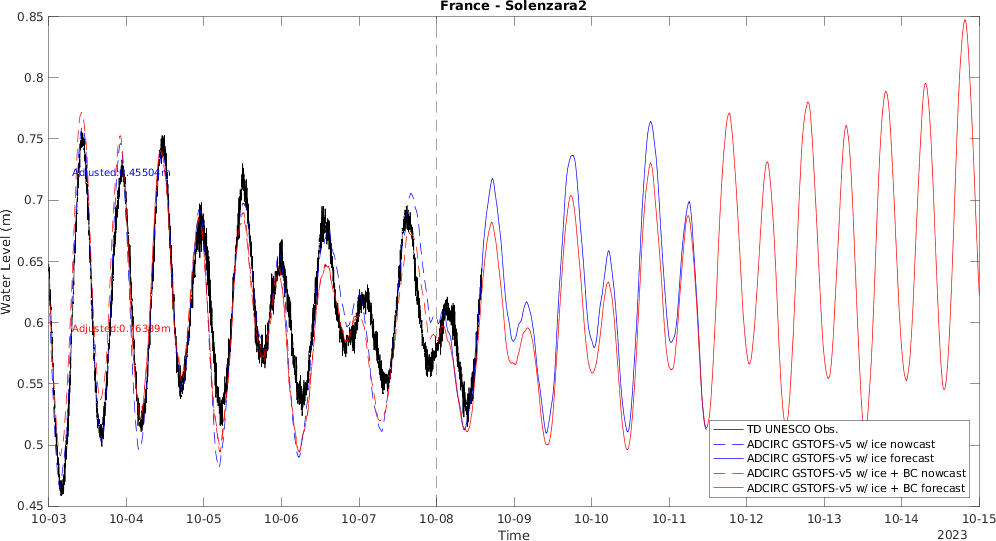 France - Solenzara2
0.85
0.8
0.75
0.7
0.65
0.6
0.55
0.5
0.45
Water Level (m)
Adjusted:0.45504m
TD UNESCO Obs.
ADCIRC GSTOFS-v5 w/ ice nowcast
ADCIRC GSTOFS-v5 w/ ice forecast
ADCIRC GSTOFS-v5 w/ ice + BC nowcast
ADCIRC GSTOFS-v5 w/ ice + BC forecast
10-03 10-04 10-05 10-06 10-07 10-08 10-09 10-10 10-11 10-12 10-13 10-14 10-15
Time
2023